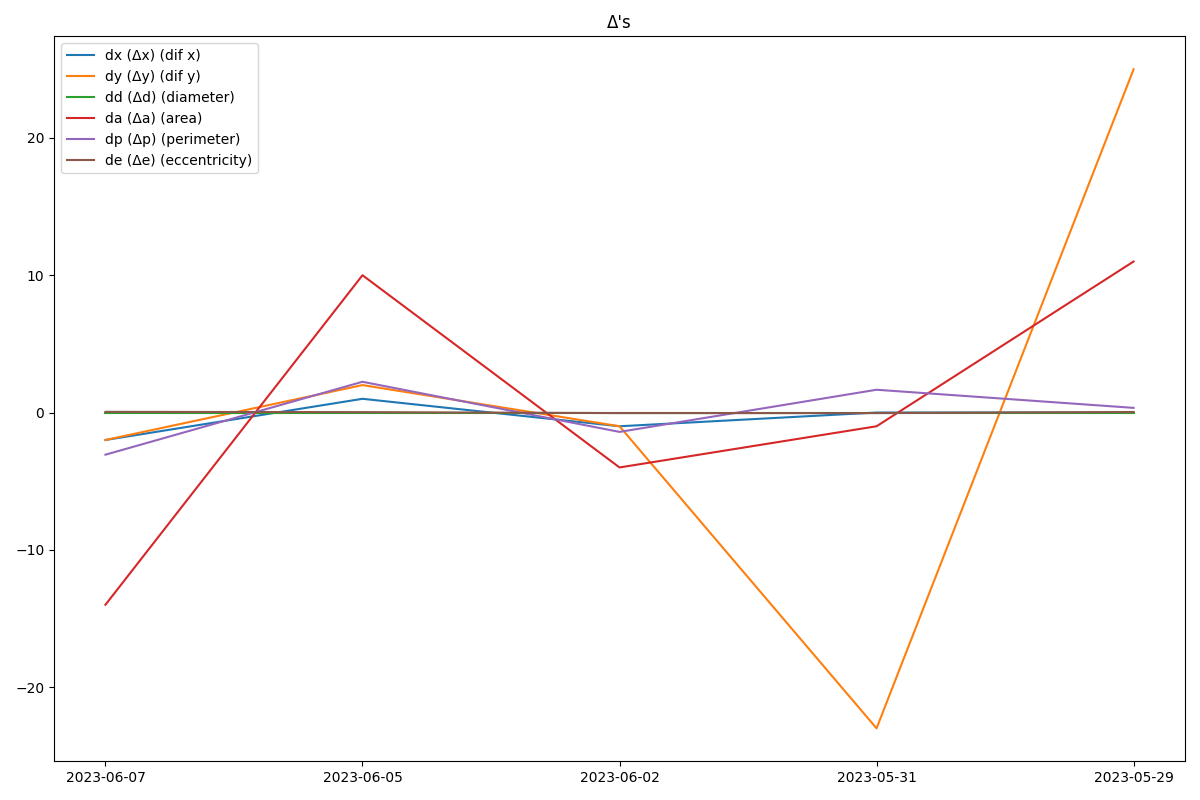 Δ's
dx (Δx) (dif x)
dy (Δy) (dif y)
dd (Δd) (diameter)
da (Δa) (area)
dp (Δp) (perimeter)
de (Δe) (eccentricity)
20
10
0
−10
−20
2023-06-07 2023-06-05 2023-06-02 2023-05-31 2023-05-29